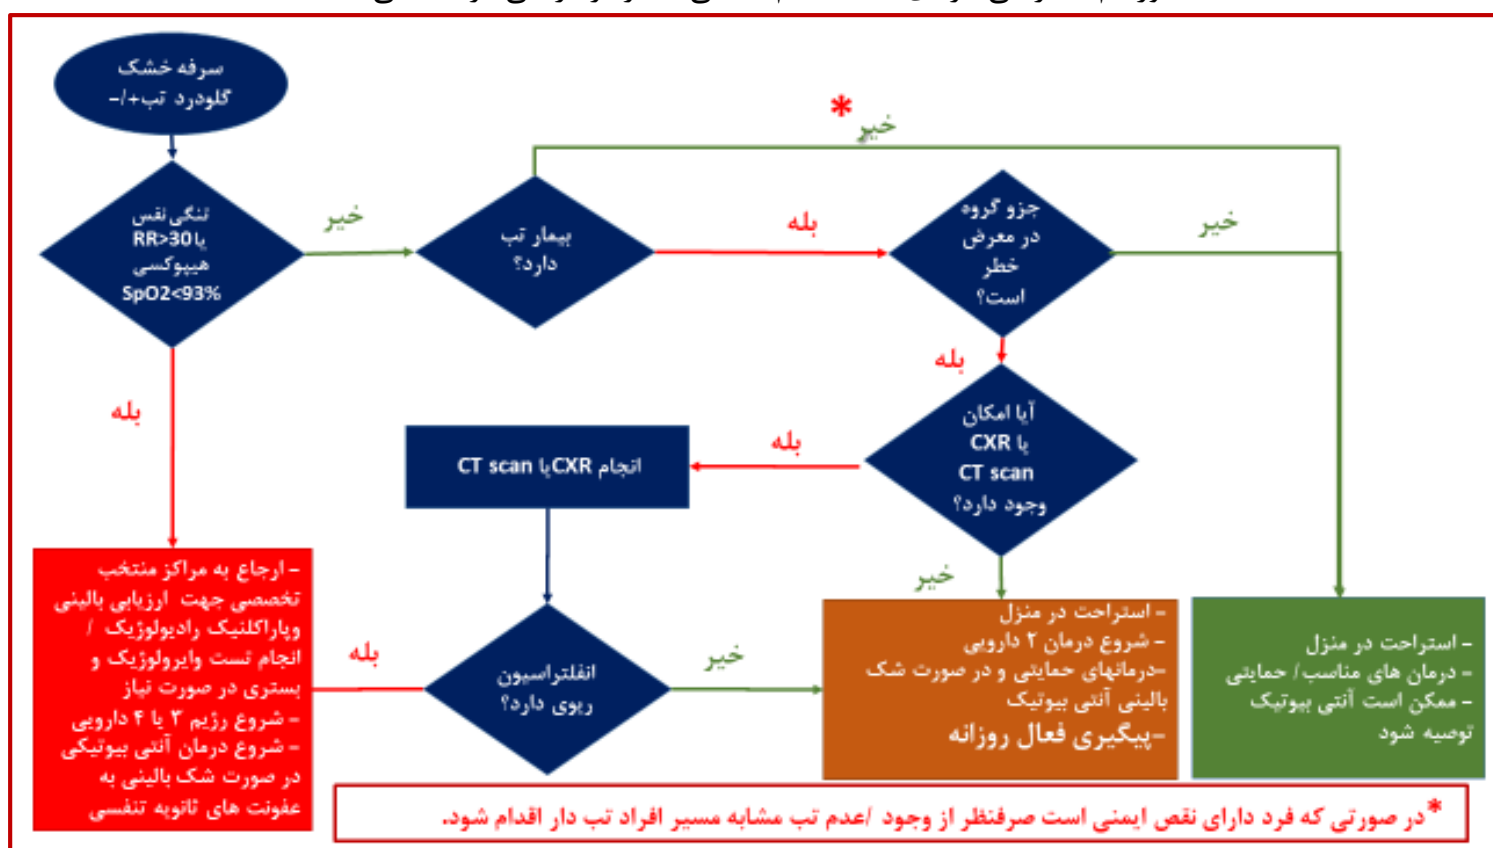 سرفه خشک
گلودرد تب+/-
تنگی نفس
یا RR>30
هیپوکسی
SpO2<93%
خیر
بیمار تب
دارد؟
*
خیر
بله
جزو گروه
در معرض
خطر
است؟
خیر
بله
بله
آیا امکان
CXR یا
CT scan
وجود دارد؟
بله
انجام CXR یا CT scan
خیر
انفلتراسیون
ریوی دارد؟
بله
خیر
- ارجاع به مراکز منتخب
تخصصی جهت ارزیابی بالینی
وپاراکلنیک رادیولوژیک /
انجام تست وایرولوژیک و
بستری در صورت نیاز
- شروع رژیم ۳ یا ۴ دارویی
- شروع درمان آنتی بیوتیکی
در صورت شک بالینی به
عفونت های ثانویه تنفسی
- استراحت در منزل
- شروع درمان ۲ دارویی
-درمانهای حمایتی و در صورت شک
بالینی آنتی بیوتیک
-پیگیری فعال روزانه
- استراحت در منزل
- درمان های مناسب/ حمایتی
- ممکن است آنتی بیوتیک
توصیه شود
*در صورتی که فرد دارای نقص ایمنی است صرفنظر از وجود /عدم تب مشابه مسیر افراد تب دار اقدام شود.